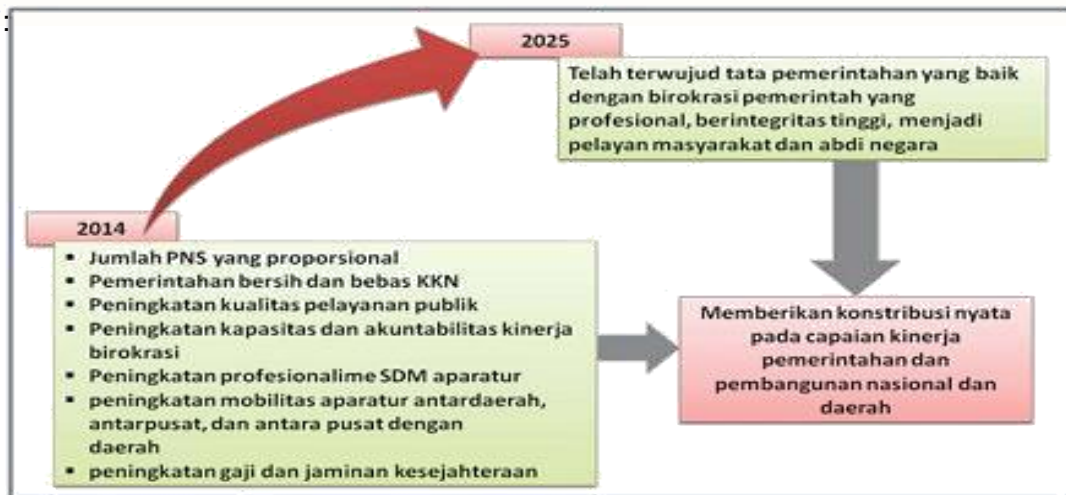 :
2025
Telah terwujud tata pemerintahan yang baik
dengan birokrasi pemerintah yang
profesional, berintegritas tinggi, menjadi
pelayan masyarakat dan abdi negara
2014
▪ Jumlah PNS yang proporsional
▪ Pemerintahan bersih dan bebas KKN
▪ Peningkatan kualitas pelayanan publik
▪ Peningkatan kapasitas dan akuntabilitas kinerja
birokrasi
▪ Peningkatan profesionalime SDM aparatur
▪ peningkatan mobilitas aparatur antardaerah,
antarpusat, dan antara pusat dengan
daerah
▪ peningkatan gaji dan jaminan kesejahteraan
Memberikan konstribusi nyata
pada capaian kinerja
pemerintahan dan
pembangunan nasional dan
daerah